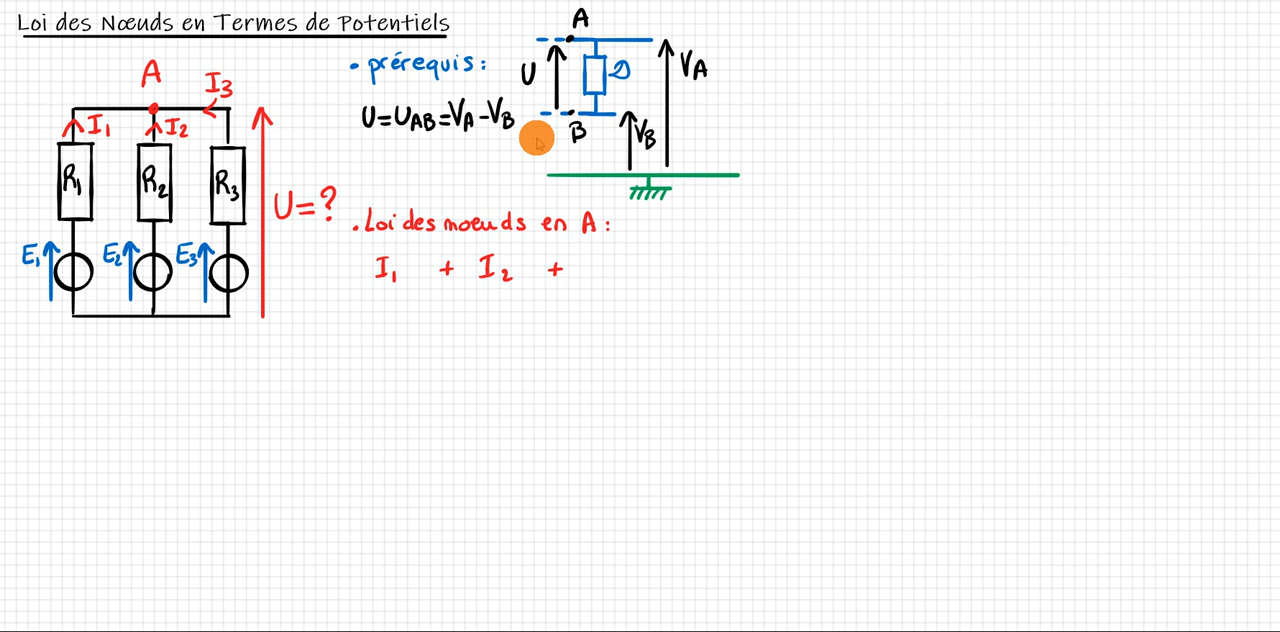 Loi des Nœuds en Termes de Potentiels
A
I3
I1
I2
R1
R2
R3
E1
E2
E3
U=?
• prérequis:
U=UAB=VA-VB
A
U
D
VA
B
VB
. Loi des nœuds en A:
I1 + I2 +